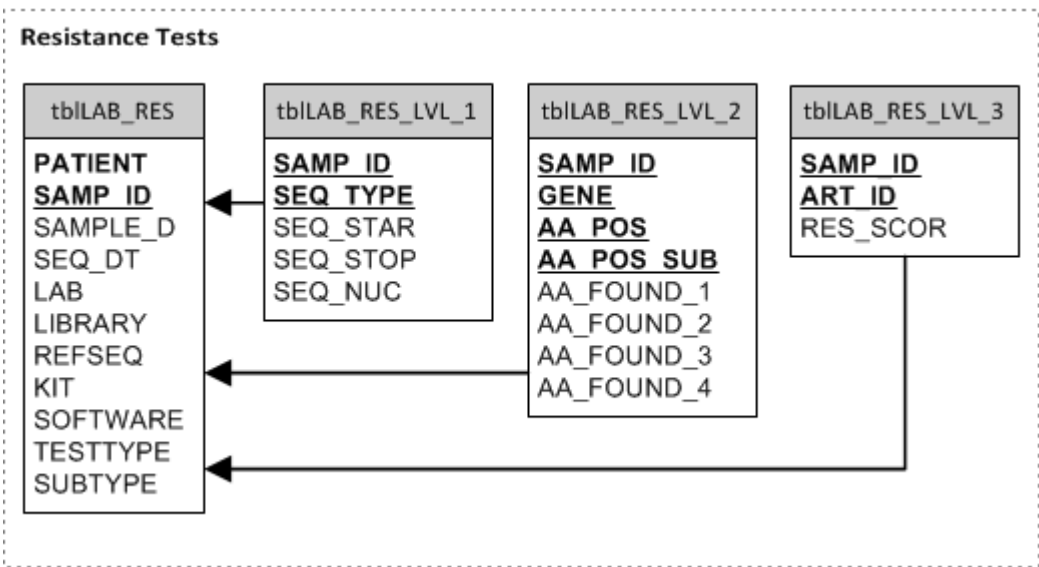 Resistance Tests
tblLAB_RES
PATIENT
SAMP_ID
SAMPLE_D
SEQ_DT
LAB
LIBRARY
REFSEQ
KIT
SOFTWARE
TESTTYPE
SUBTYPE
tblLAB_RES_LVL_1
SAMP_ID
SEQ_TYPE
SEQ_STAR
SEQ_STOP
SEQ_NUC
tblLAB_RES_LVL_2
SAMP_ID
GENE
AA_POS
AA_POS_SUB
AA_FOUND_1
AA_FOUND_2
AA_FOUND_3
AA_FOUND_4
tblLAB_RES_LVL_3
SAMP_ID
ART_ID
RES_SCOR